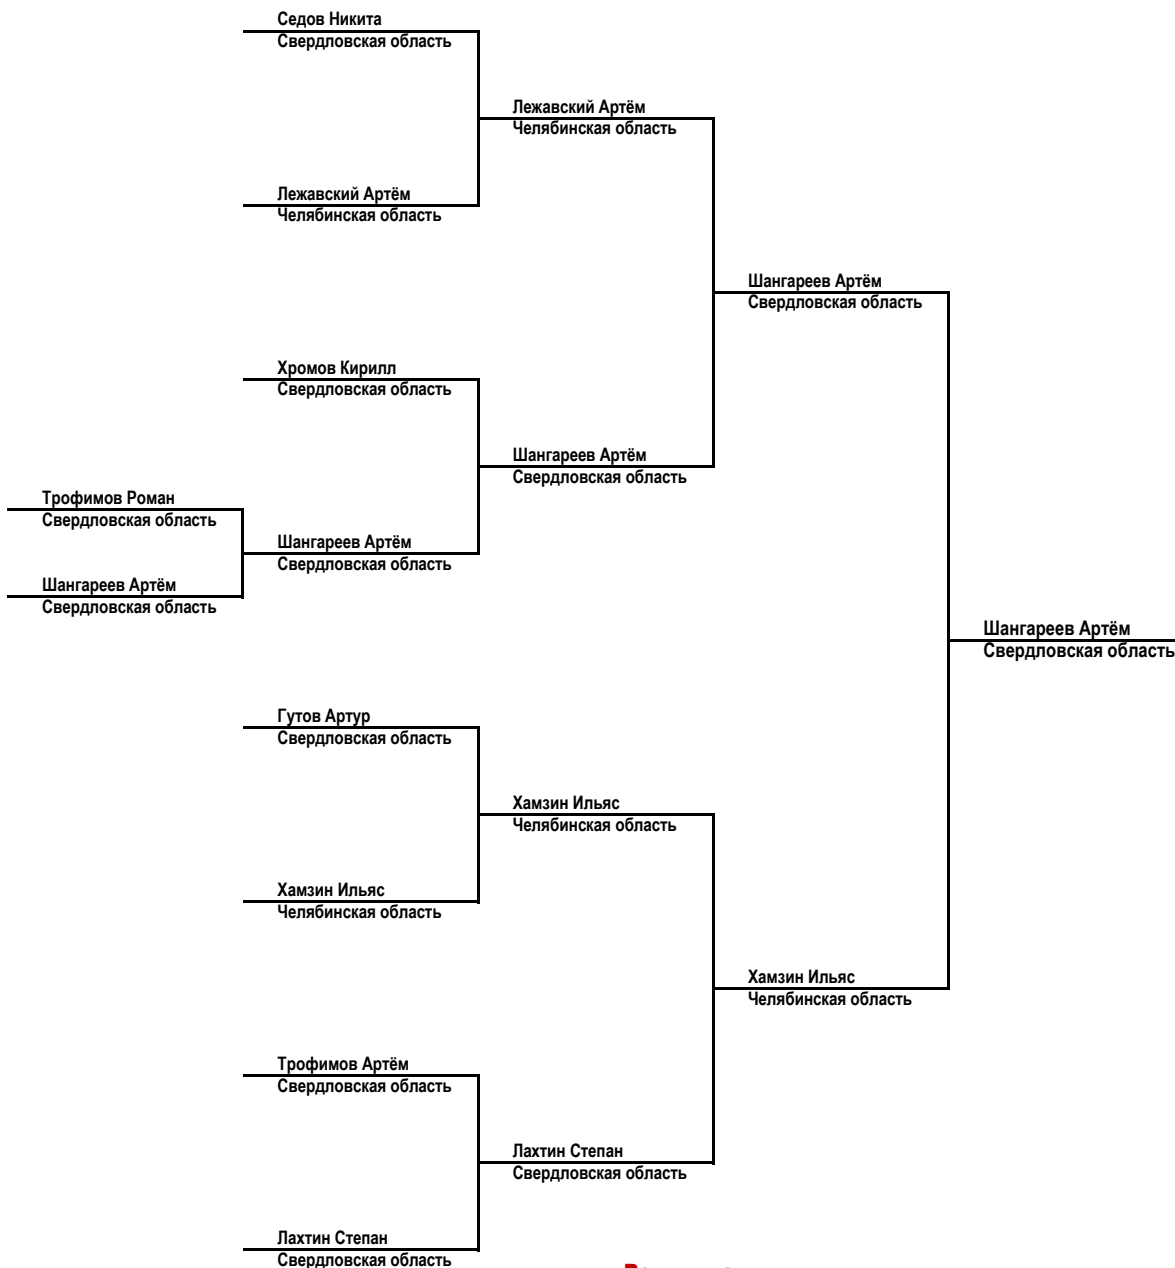 Седов Никита
Свердловская область
Лежавский Артём
Челябинская область
Лежавский Артём
Челябинская область
Шангареев Артём
Свердловская область
Хромов Кирилл
Свердловская область
Шангареев Артём
Свердловская область
Трофимов Роман
Свердловская область
Шангареев Артём
Свердловская область
Шангареев Артём
Свердловская область
Шангареев Артём
Свердловская область
Гутов Артур
Свердловская область
Хамзин Ильяс
Челябинская область
Хамзин Ильяс
Челябинская область
Хамзин Ильяс
Челябинская область
Трофимов Артём
Свердловская область
Лахтин Степан
Свердловская область
Лахтин Степан
Свердловская область